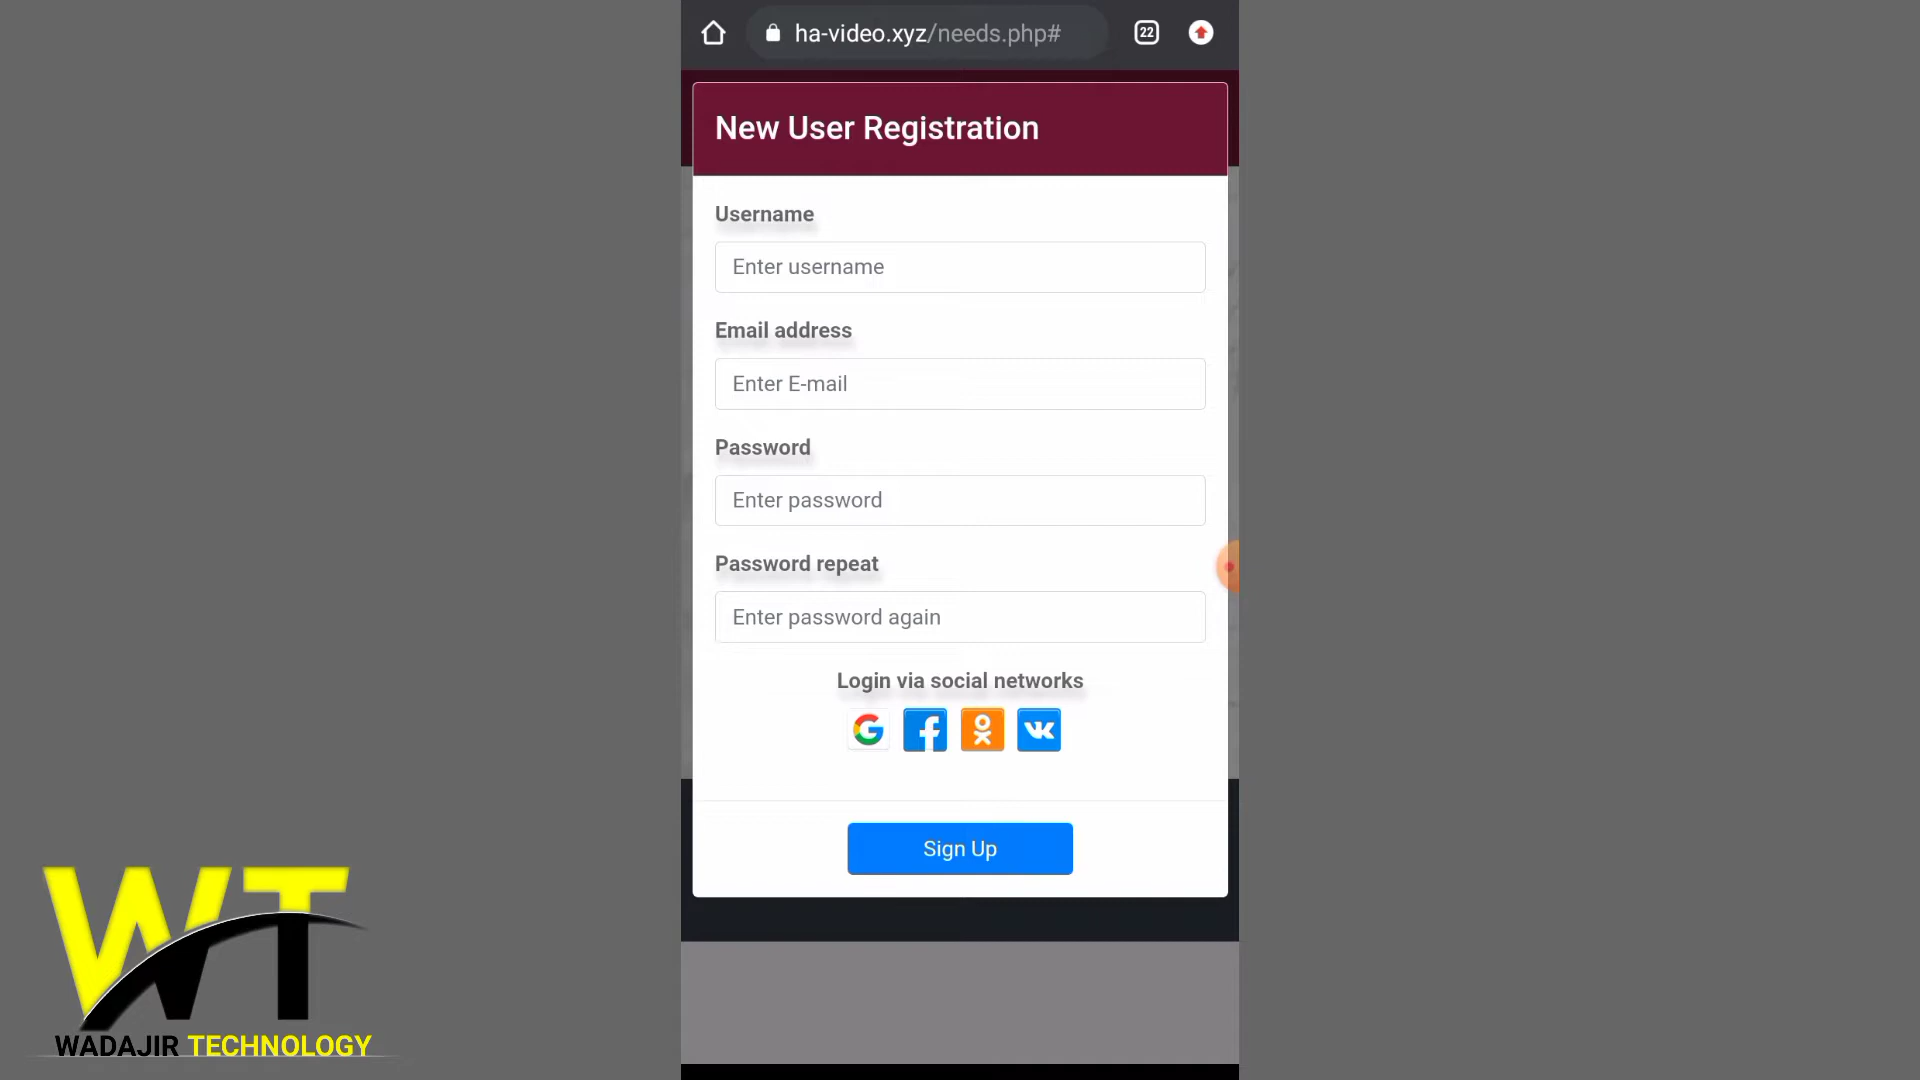 ha-video.xyz/needs.php#
22
New User Registration
Username
Enter username
Email address
Enter E-mail
Password
Enter password
Password repeat
Enter password again
Login via social networks
Sign Up
WT
WADAJIR TECHNOLOGY